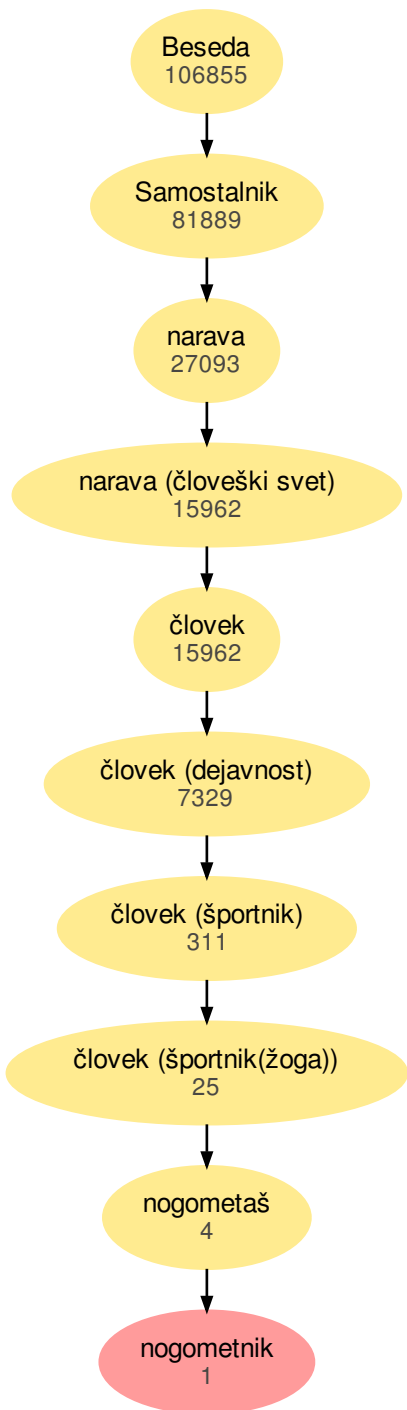 Beseda
106855
Samostalnik
81889
narava
27093
narava (človeški svet)
15962
človek
15962
človek (dejavnost)
7329
človek (športnik)
311
človek (športnik(žoga))
25
nogometaš
4
nogometnik
1